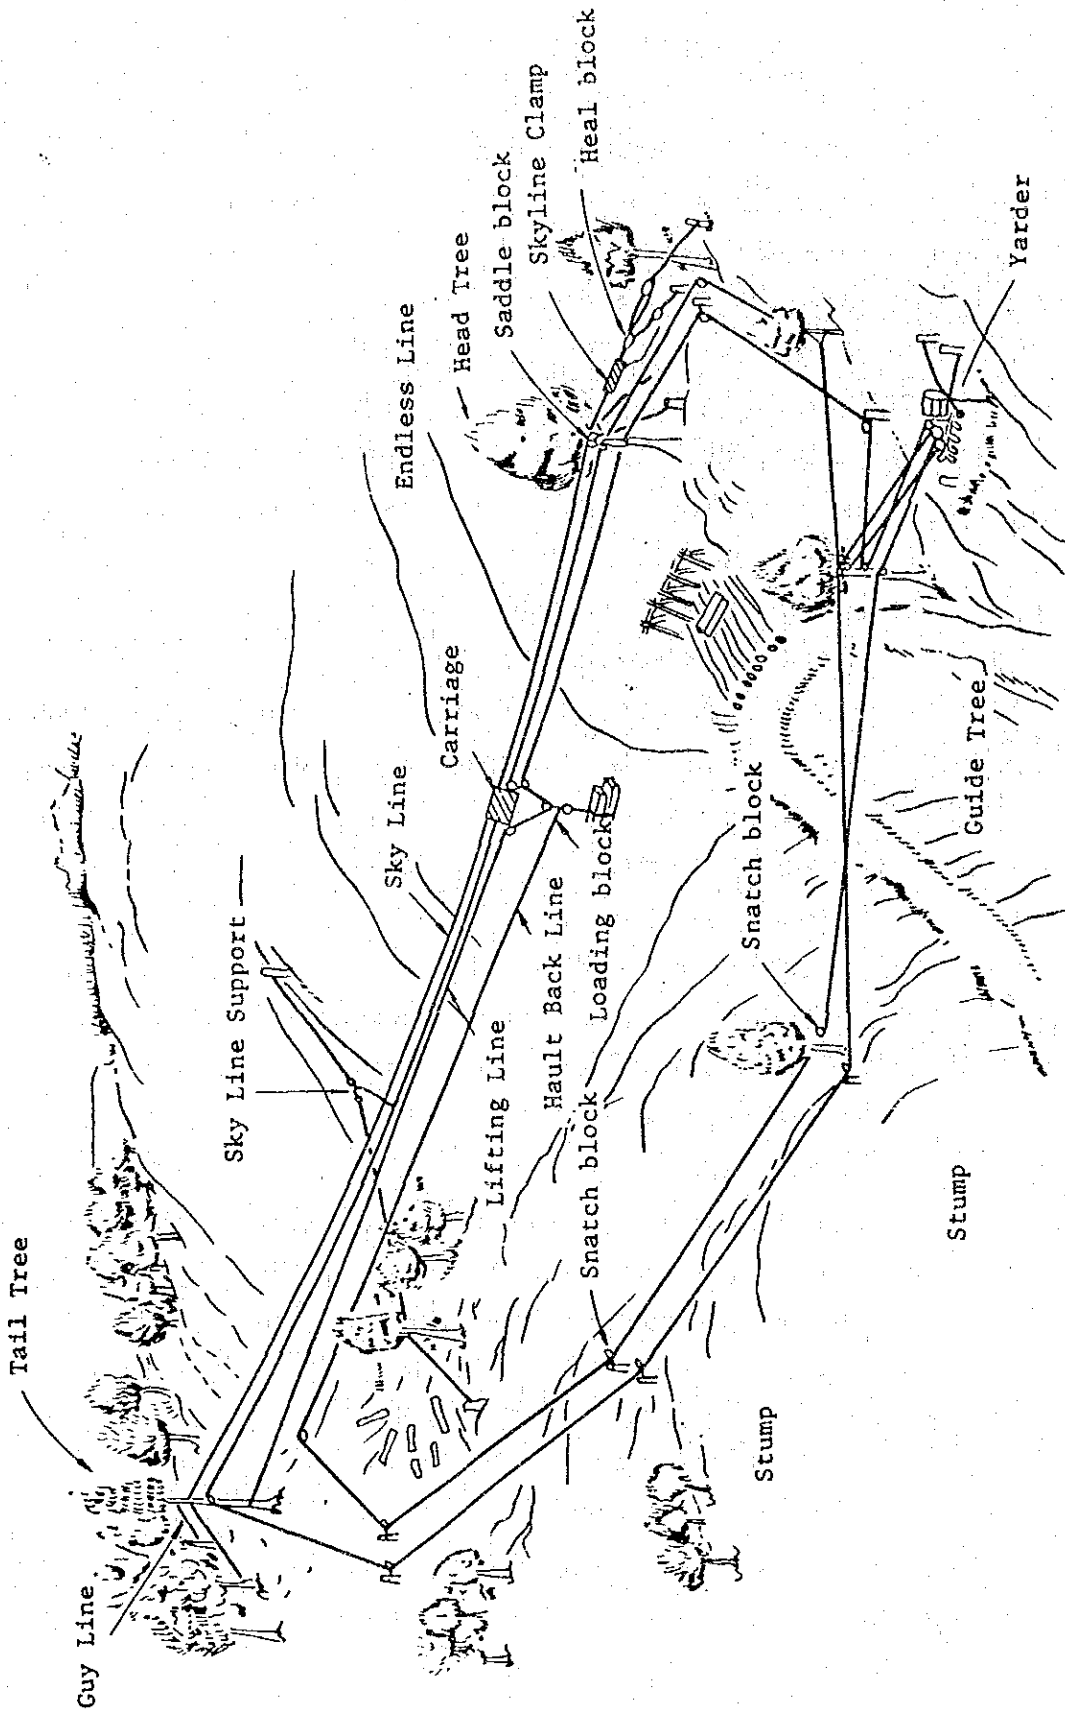 Guy Line
Tail Tree
Sky Line Support
Sky Line
Carriage
Endless Line
Head Tree
Saddle block
Skyline Clamp
Heal block
Lifting Line
Hault Back Line
Loading block
Snatch block
Snatch block
Guide Tree
Yarder
Stump
Stump